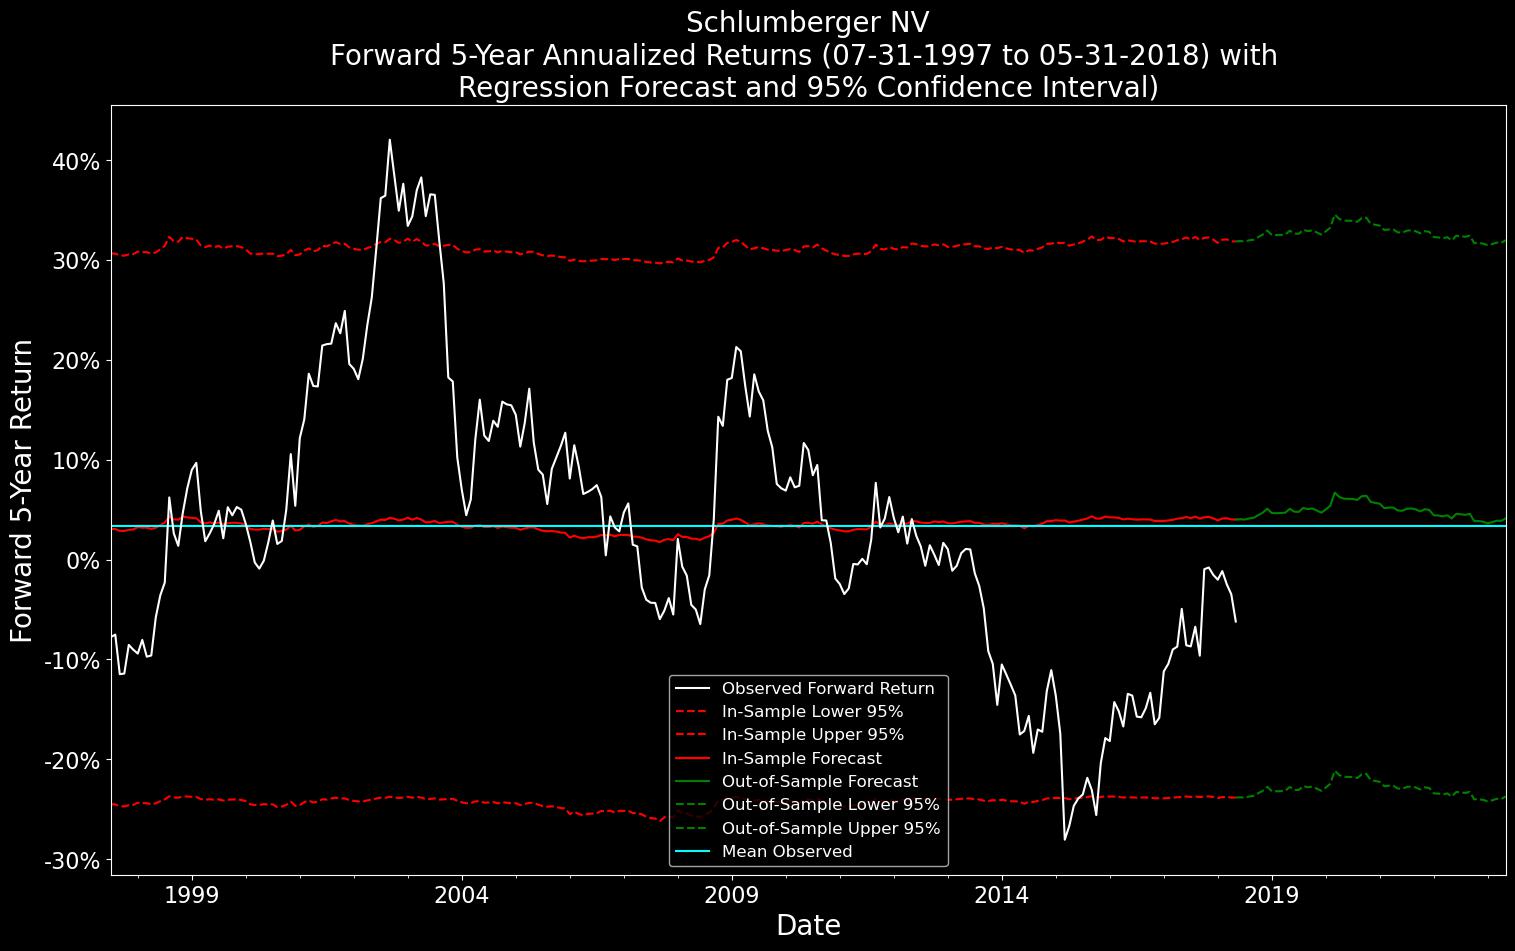 Schlumberger NV
Forward 5-Year Annualized Returns (07-31-1997 to 05-31-2018) with
Regression Forecast and 95% Confidence Interval)
Forward 5-Year Return
40%
30%
20%
10%
0%
-10%
-20%
-30%
Observed Forward Return
In-Sample Lower 95%
In-Sample Upper 95%
In-Sample Forecast
Out-of-Sample Forecast
Out-of-Sample Lower 95%
Out-of-Sample Upper 95%
Mean Observed
1999 2004 2009 2014 2019
Date